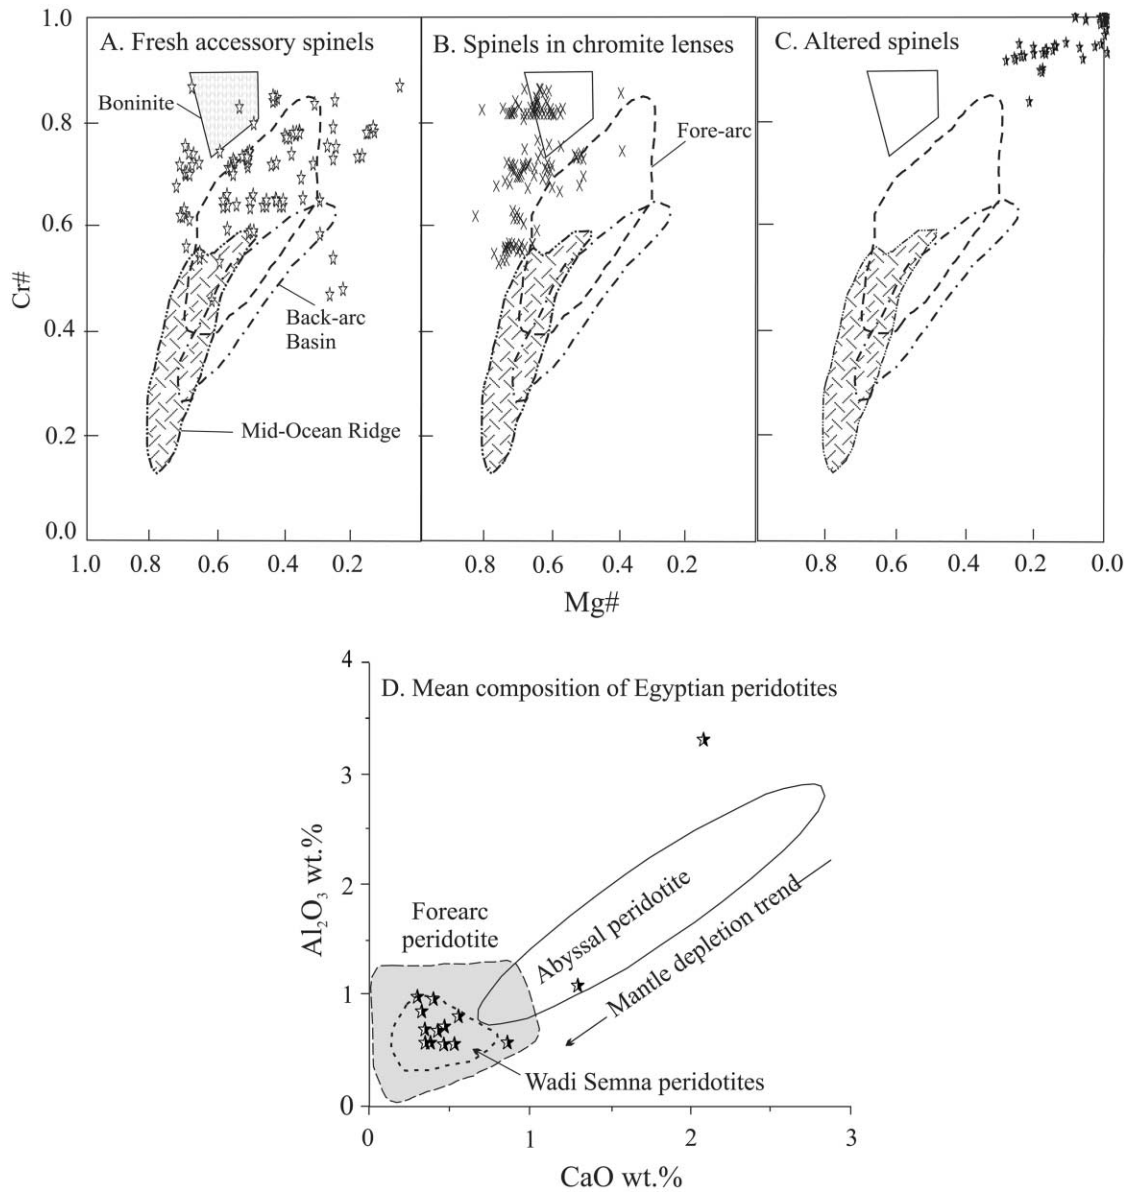 1.0
A. Fresh accessory spinels
B. Spinels in chromite lenses
C. Altered spinels
Boninite
0.8
Fore-arc
0.6
Cr#
0.4
Back-arc
Basin
0.2
Mid-Ocean Ridge
0.0
1.0 0.8 0.6 0.4 0.2 0.8 0.6 0.4 0.2 0.8 0.6 0.4 0.2 0.0
Mg#
4
D. Mean composition of Egyptian peridotites
3
Al2O3 wt.%
2
Abyssal peridotite
Mantle depletion trend
Forearc
peridotite
1
Wadi Semna peridotites
0
0 1 2 3
CaO wt.%